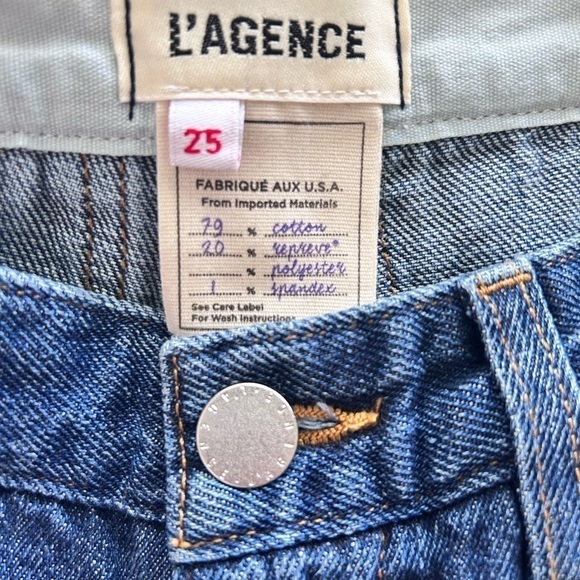 L'AGENCE
25
FABRIQUÉ AUX U.S.A.
From Imported Materials
79 % cotton
20 % repreve®
% polyester
1 % spandex
See Care Label
For Wash Instructions